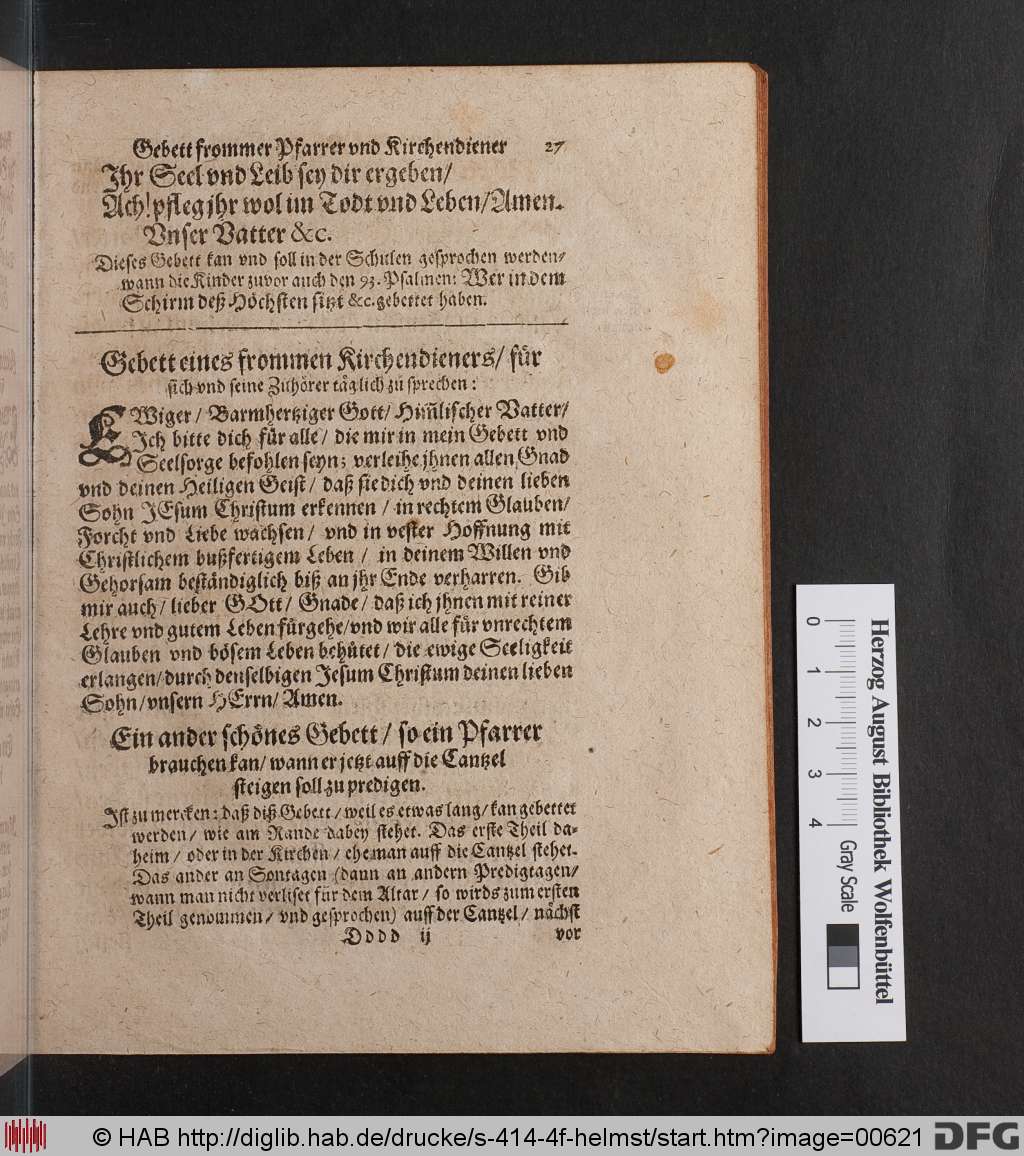 Gebett frommer Pfarrer vnd Kirchendiener 27
Ihr Seel vnd Leib sey dir ergeben/
Ach! pfleg jhr wol im Todt vnd Leben/ Amen.
Vnser Vatter &c.
Dieses Gebett kan vnd soll in der Schulen gesprochen werden/
wann die Kinder zuvor auch den 93. Psalmen: Wer in dem
Schirm deß Höchsten sitzt &c. gebettet haben.
Gebett eines frommen Kirchendieners/ für
sich vnd seine Zuhörer täglich zu sprechen:
EWiger/ Barmhertziger Gott/ Him̃lischer Vatter/
Ich bitte dich für alle/ die mir in mein Gebett vnd
Seelsorge befohlen seyn; verleihe jhnen allen Gnad
vnd deinen Heiligen Geist/ daß sie dich vnd deinen lieben
Sohn JEsum Christum erkennen/ in rechtem Glauben/
Forcht vnd Liebe wachsen/ vnd in vester Hoffnung mit
Christlichem bußfertigem Leben/ in deinem Willen vnd
Gehorsam beständiglich biß an jhr Ende verharren. Gib
mir auch/ lieber GOtt/ Gnade/ daß ich jhnen mit reiner
Lehre vnd gutem Leben fürgehe/ vnd wir alle für vnrechtem
Glauben vnd bösem Leben behütet/ die ewige Seeligkeit
erlangen/ durch denselbigen Jesum Christum deinen lieben
Sohn/ vnsern HErrn/ Amen.
Ein ander schönes Gebett/ so ein Pfarrer
brauchen kan/ wann er jetzt auff die Cantzel
steigen soll zu predigen.
Ist zu mercken: daß diß Gebett/ weil es etwas lang/ kan gebettet
werden/ wie am Rande dabey stehet. Das erste Theil da-
heim/ oder in der Kirchen/ ehe man auff die Cantzel stehet.
Das ander an Sontagen (dann an andern Predigtagen/
wann man nicht verliset für dem Altar/ so wirds zum ersten
Theil genommen/ vnd gesprochen) auff der Cantzel/ nächst
Dddd ij vor
Herzog August Bibliothek Wolfenbüttel
0 1 2 3 4 Gray Scale
© HAB http://diglib.hab.de/drucke/s-414-4f-helmst/start.htm?image=00621 DFG